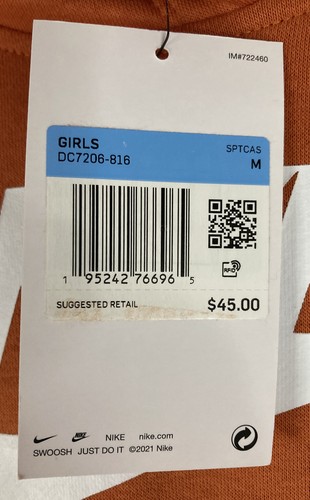 IM#722460
GIRLS
DC7206-816
SPTCAS
M
RFID
1 95242 76696 5
SUGGESTED RETAIL $45.00
NIKE nike.com
SWOOSH JUST DO IT ©2021 Nike